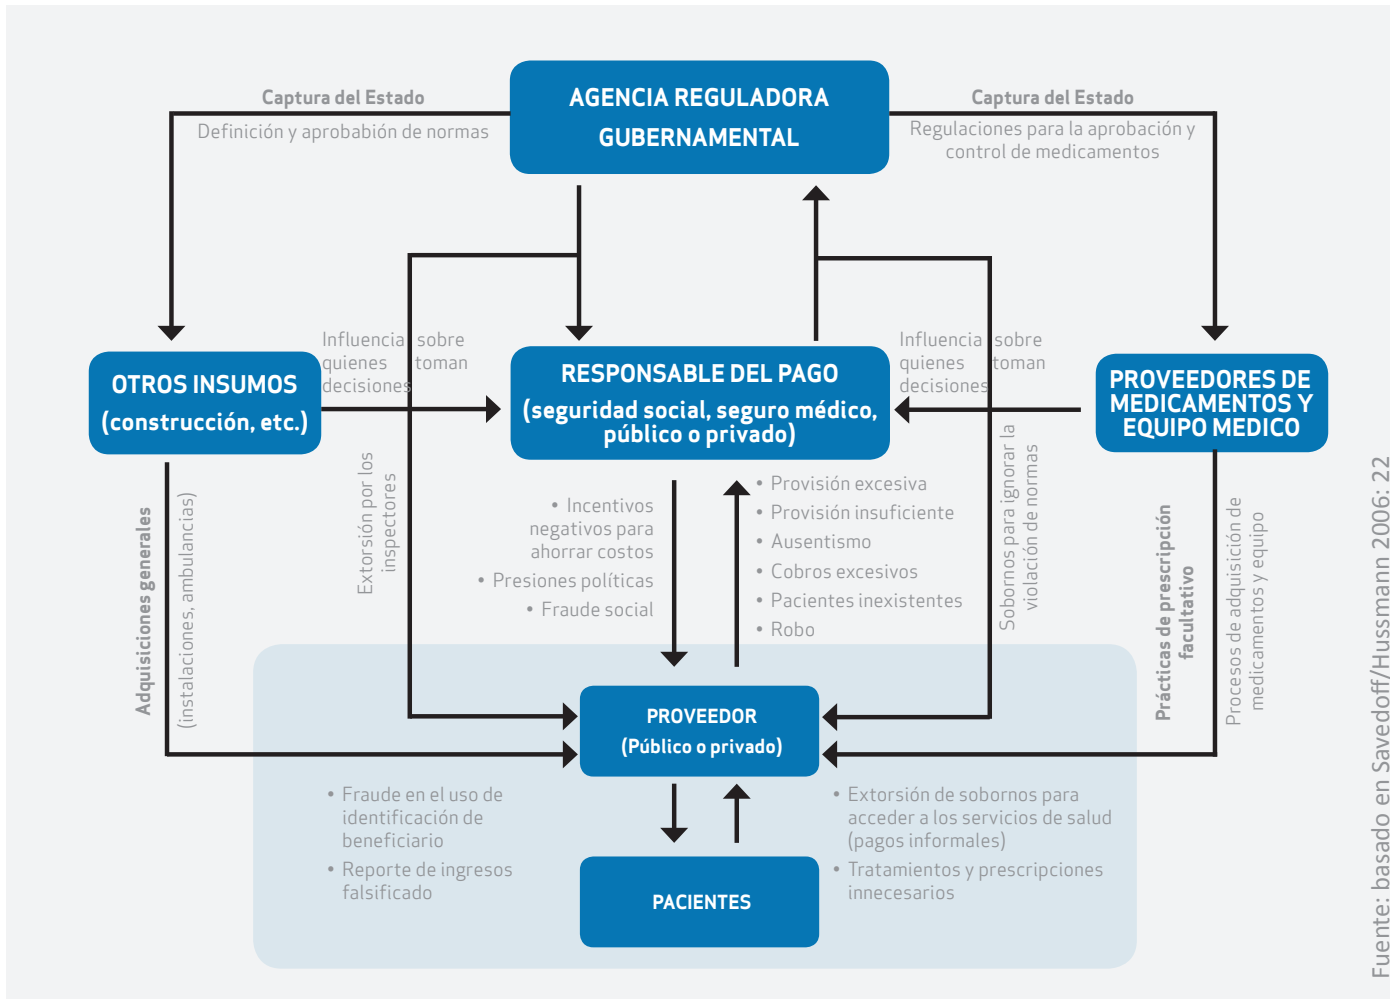 AGENCIA REGULADORA
GUBERNAMENTAL
Captura del Estado
Definición y aprobabión de normas
Captura del Estado
Regulaciones para la aprobación y
control de medicamentos
OTROS INSUMOS
(construcción, etc.)
Influencia sobre
quienes toman
decisiones
RESPONSABLE DEL PAGO
(seguridad social, seguro médico,
público o privado)
Influencia sobre
quienes toman
decisiones
PROVEEDORES DE
MEDICAMENTOS Y
EQUIPO MEDICO
Adquisiciones generales
(instalaciones, ambulancias)
Extorsión por los
inspectores
• Incentivos
negativos para
ahorrar costos
• Presiones políticas
• Fraude social
• Provisión excesiva
• Provisión insuficiente
• Ausentismo
• Cobros excesivos
• Pacientes inexistentes
• Robo
Sobornos para ignorar la
violación de normas
Prácticas de prescripción
facultativo
Procesos de adquisición de
medicamentos y equipo
PROVEEDOR
(Público o privado)
• Fraude en el uso de
identificación de
beneficiario
• Reporte de ingresos
falsificado
• Extorsión de sobornos para
acceder a los servicios de salud
(pagos informales)
• Tratamientos y prescripciones
innecesarios
PACIENTES
Fuente: basado en Savedoff/Hussmann 2006: 22